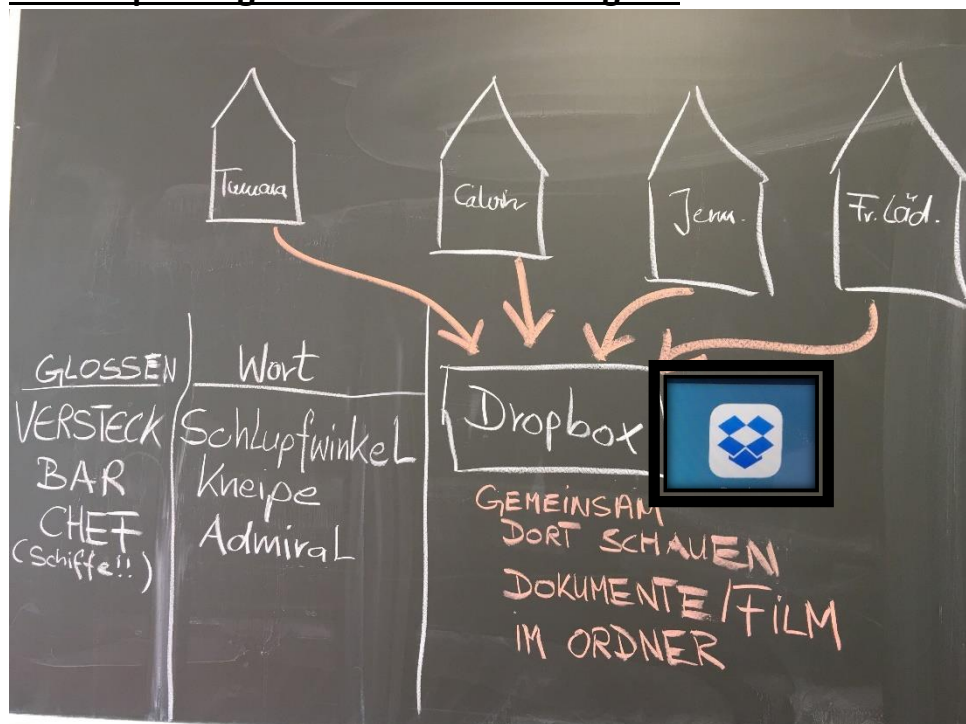 Tamara
Calvin
Jenn.
Fr. Läd.
GLOSSEN
Wort
VERSTECK
Schlupfwinkel
BAR
Kneipe
CHEF
Admiral
(Schiffe!!)
Dropbox
GEMEINSAM
DORT SCHAUEN
DOKUMENTE/FILM
IM ORDNER